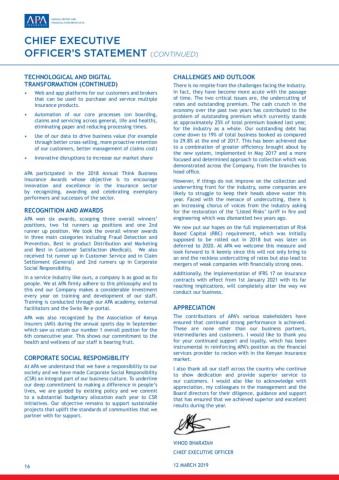 APA
ANNUAL REPORT AND
FINANCIAL STATEMENTS 2018
CHIEF EXECUTIVE
OFFICER'S STATEMENT (CONTINUED)
TECHNOLOGICAL AND DIGITAL
TRANSFORMATION (CONTINUED)
• Web and app platforms for our customers and brokers
that can be used to purchase and service multiple
insurance products.
• Automation of our core processes (on boarding,
claims and servicing across general, life and health),
eliminating paper and reducing processing times.
• Use of our data to drive business value (for example
through better cross-selling, more proactive retention
of our customers, better management of claims cost)
• Innovative disruptions to increase our market share
APA participated in the 2018 Annual Think Business
Insurance Awards whose objective is to encourage
innovation and excellence in the insurance sector
by recognizing, awarding and celebrating exemplary
performers and successes of the sector.
RECOGNITION AND AWARDS
APA won six awards, scooping three overall winners'
positions, two 1st runners up positions and one 2nd
runner up position. We took the overall winner awards
in three main categories including Fraud Detection and
Prevention, Best in product Distribution and Marketing
and Best in Customer Satisfaction (Medical). We also
received 1st runner up in Customer Service and in Claim
Settlement (General) and 2nd runners up in Corporate
Social Responsibility.
In a service industry like ours, a company is as good as its
people. We at APA firmly adhere to this philosophy and to
this end our Company makes a considerable investment
every year on training and development of our staff.
Training is conducted through our APA academy, external
facilitators and the Swiss Re e-portal.
APA was also recognized by the Association of Kenya
Insurers (AKI) during the annual sports day in September
which saw us retain our number 1 overall position for the
6th consecutive year. This shows our commitment to the
health and wellness of our staff is bearing fruit.
CORPORATE SOCIAL RESPONSIBILITY
At APA we understand that we have a responsibility to our
society and we have made Corporate Social Responsibility
(CSR) an integral part of our business culture. To underline
our deep commitment to making a difference in people's
lives, we are guided by existing policy and we commit
to a substantial budgetary allocation each year to CSR
initiatives. Our objective remains to support sustainable
projects that uplift the standards of communities that we
partner with for support.
CHALLENGES AND OUTLOOK
There is no respite from the challenges facing the industry.
In fact, they have become more acute with the passage
of time. The two critical issues are, the undercutting of
rates and outstanding premium. The cash crunch in the
economy over the past two years has contributed to the
problem of outstanding premium which currently stands
at approximately 25% of total premium booked last year,
for the industry as a whole. Our outstanding debt has
come down to 19% of total business booked as compared
to 29.8% at the end of 2017. This has been achieved due
to a combination of greater efficiency brought about by
the new system, implemented in May 2017 and a more
focused and determined approach to collection which was
demonstrated across the Company, from the branches to
head office.
However, if things do not improve on the collection and
underwriting front for the industry, some companies are
likely to struggle to keep their heads above water this
year. Faced with the menace of undercutting, there is
an increasing chorus of voices from the industry asking
for the restoration of the "Listed Risks" tariff in fire and
engineering which was dismantled two years ago.
We now put our hopes on the full implementation of Risk
Based Capital (RBC) requirement, which was initially
supposed to be rolled out in 2018 but was later on
deferred to 2020. At APA we welcome this measure and
look forward to it keenly since this will not only bring to
an end the reckless undercutting of rates but also lead to
mergers of weak companies with financially strong ones.
Additionally, the implementation of IFRS 17 on insurance
contracts with effect from 1st January 2021 with its far
reaching implications, will completely alter the way we
conduct our business.
APPRECIATION
The contributions of APA's various stakeholders have
ensured that continued strong performance is achieved.
These are none other than our business partners,
intermediaries and customers. I would like to thank you
for your continued support and loyalty, which has been
instrumental in reinforcing APA's position as the financial
services provider to reckon with in the Kenyan insurance
market.
I also thank all our staff across the country who continue
to show dedication and provide superior service to
our customers. I would also like to acknowledge with
appreciation, my colleagues in the management and the
Board directors for their diligence, guidance and support
that has ensured that we achieved superior and excellent
results during the year.
VINOD BHARATAN
CHIEF EXECUTIVE OFFICER
12 MARCH 2019
16